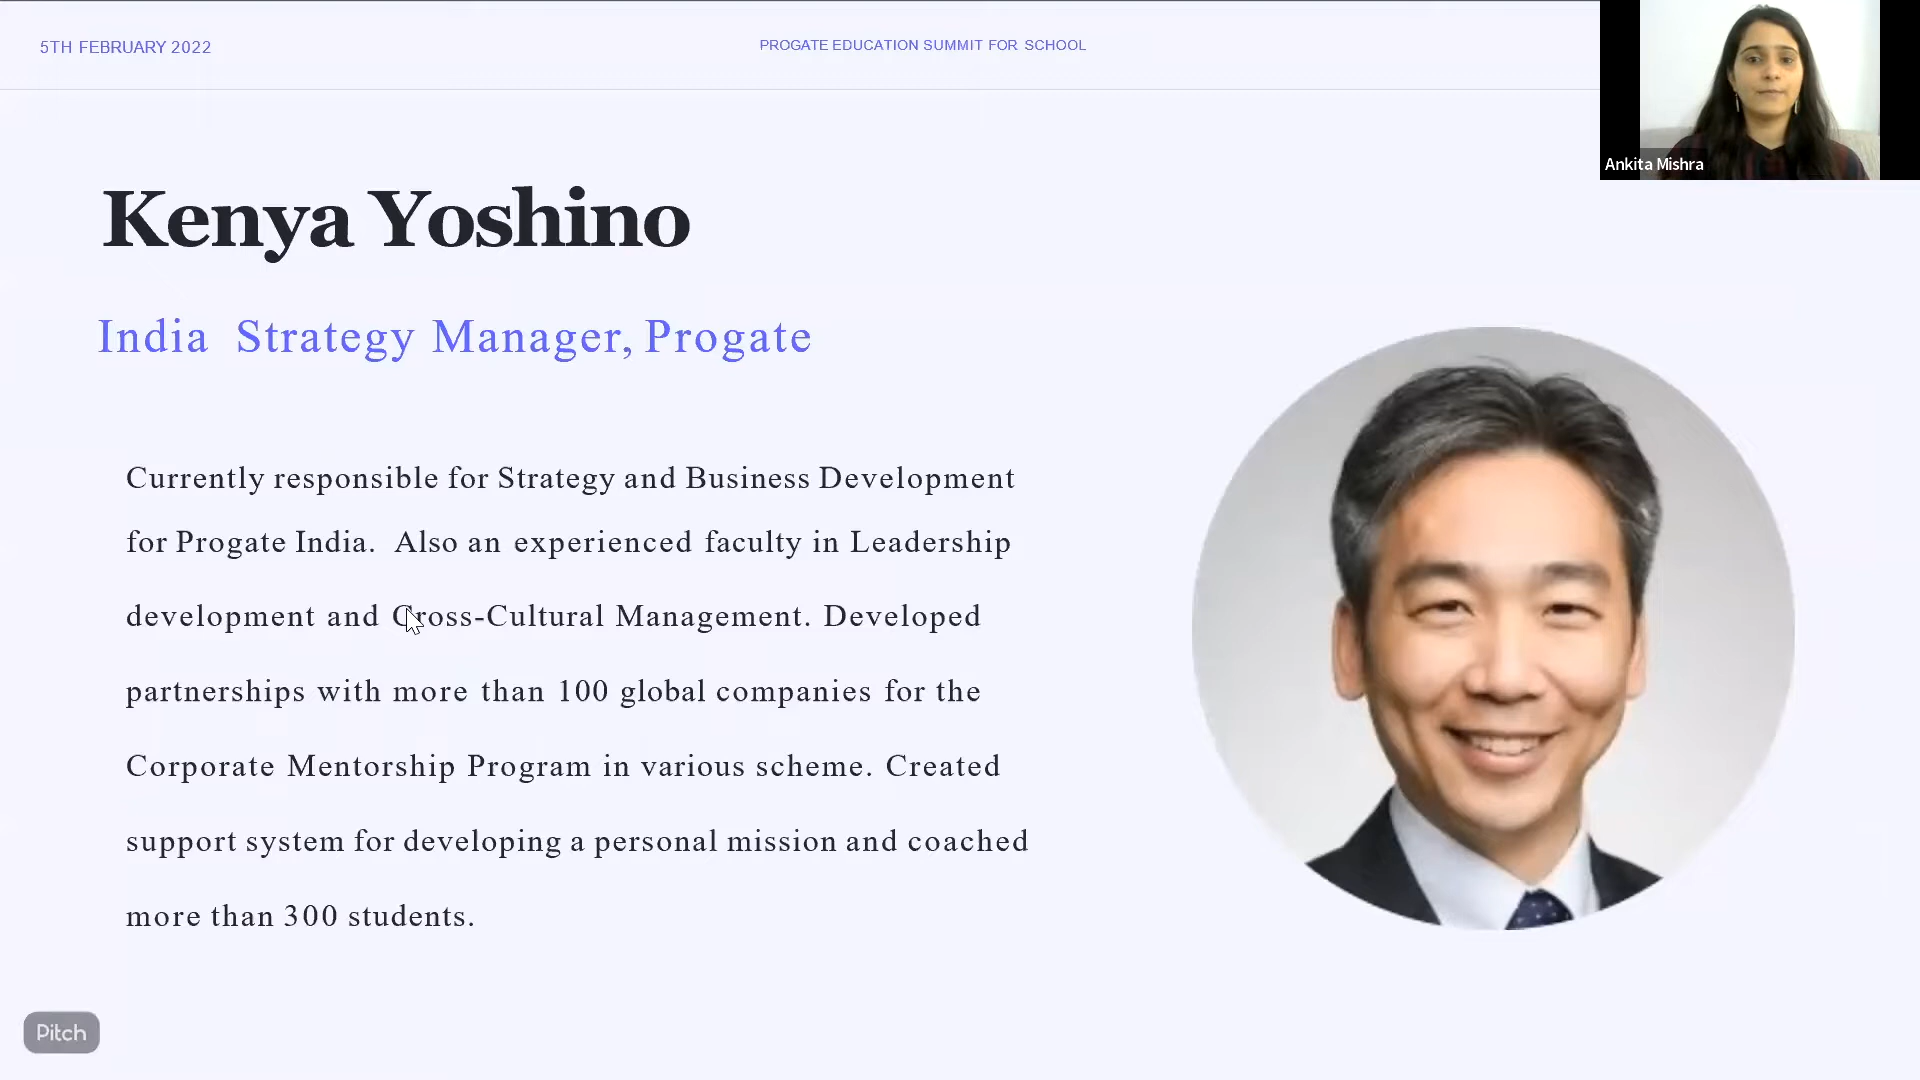 5TH FEBRUARY 2022
PROGATE EDUCATION SUMMIT FOR SCHOOL
Ankita Mishra
Kenya Yoshino
India Strategy Manager, Progate
Currently responsible for Strategy and Business Development
for Progate India. Also an experienced faculty in Leadership
development and Cross-Cultural Management. Developed
partnerships with more than 100 global companies for the
Corporate Mentorship Program in various scheme. Created
support system for developing a personal mission and coached
more than 300 students.
Pitch